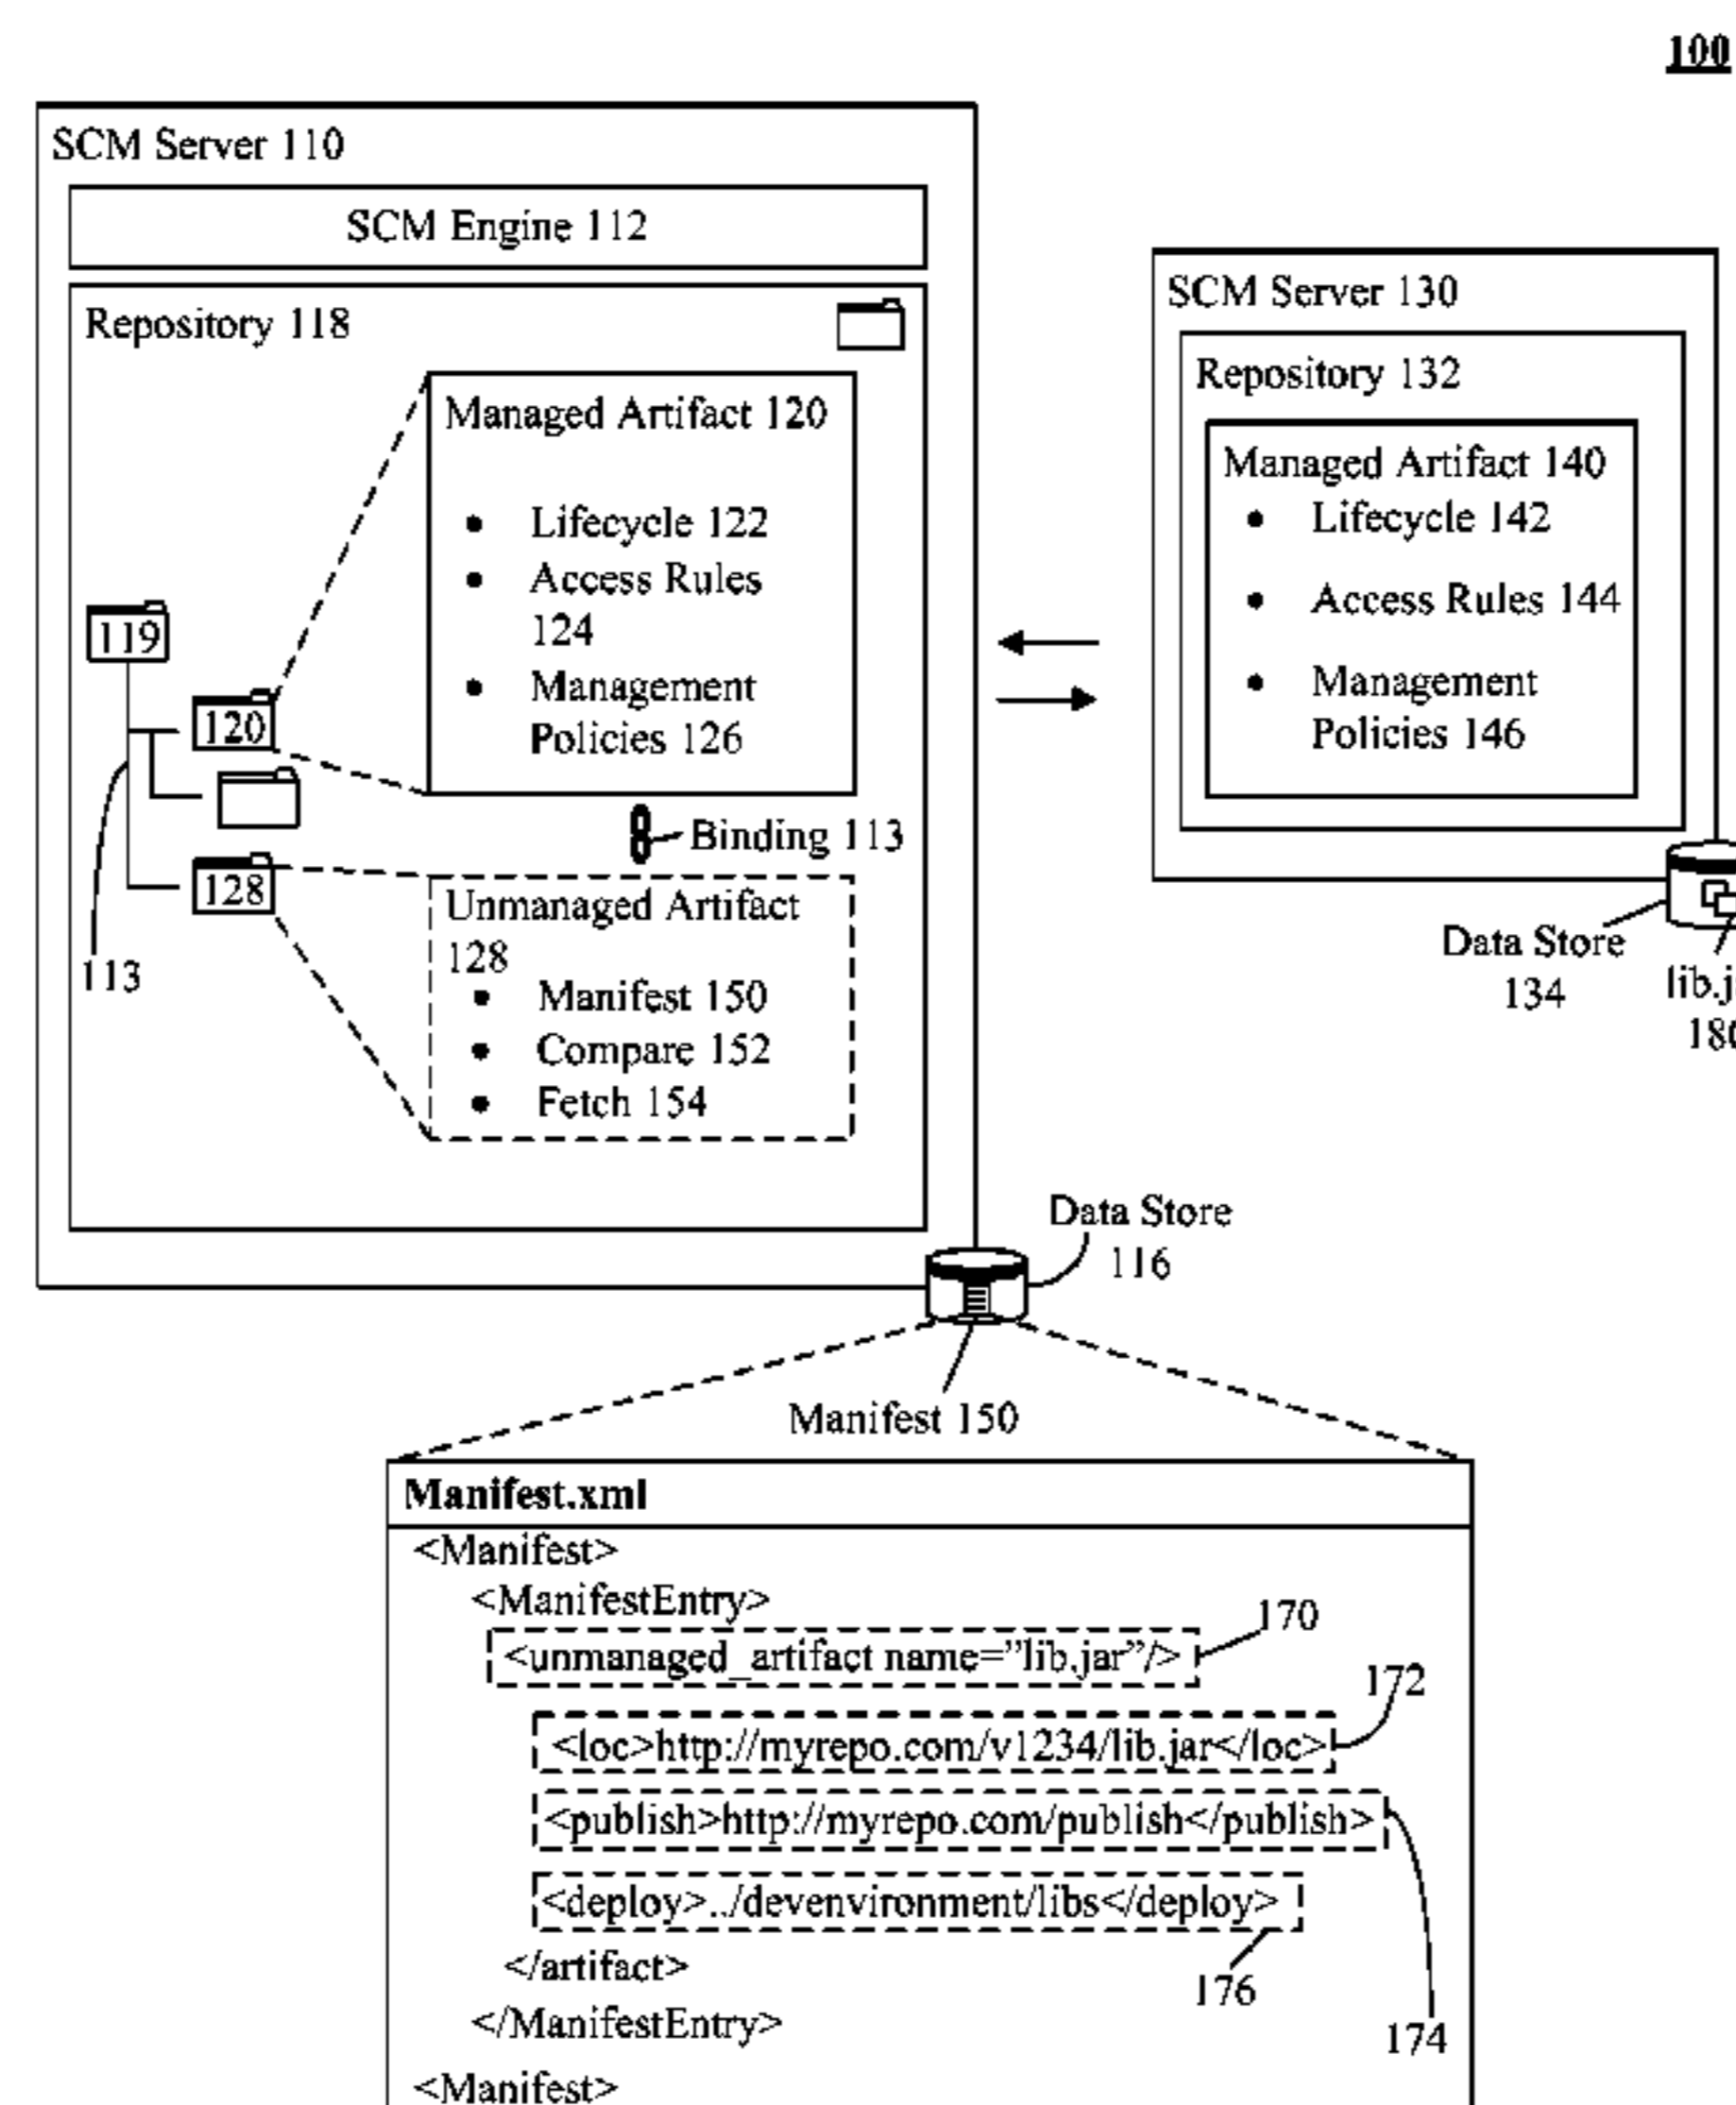 100
SCM Server 110
SCM Engine 112
Repository 118
Managed Artifact 120
• Lifecycle 122
• Access Rules
124
• Management
Policies 126
119
120
128
113
Binding 113
Unmanaged Artifact
128
• Manifest 150
• Compare 152
• Fetch 154
SCM Server 130
Repository 132
Managed Artifact 140
• Lifecycle 142
• Access Rules 144
• Management
Policies 146
Data Store
134
lib.j
180
Data Store
116
Manifest 150
Manifest.xml
<Manifest>
<ManifestEntry>
170
<unmanaged_artifact name=”lib.jar”/>
172
<loc>http://myrepo.com/v1234/lib.jar</loc>
<publish>http://myrepo.com/publish</publish>
<deploy>../devenvironment/libs</deploy>
</artifact>
176
</ManifestEntry>
174
<Manifest>